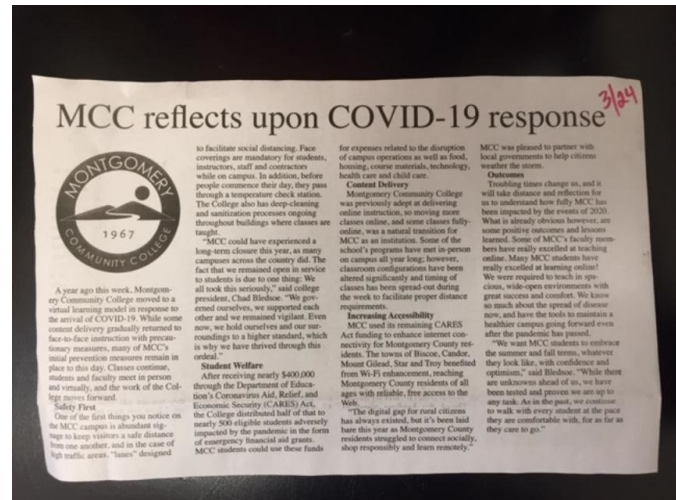 MCC reflects upon COVID-19 response
3/24
MONTGOMERY
1967
COMMUNITY COLLEGE
A year ago this week, Montgom-
ery Community College moved to a
virtual learning model in response to
the arrival of COVID-19. While some
content delivery gradually returned to
face-to-face instruction with precau-
tionary measures, many of MCC's
initial prevention measures remain in
place to this day. Classes continue,
students and faculty meet in person
and virtually, and the work of the Col-
lege moves forward.
Safety First
One of the first things you notice on
the MCC campus is abundant sig-
nage to keep visitors a safe distance
from one another, and in the case of
high traffic areas, "lanes" designed
to facilitate social distancing. Face
coverings are mandatory for students,
instructors, staff and contractors
while on campus. In addition, before
people commence their day, they pass
through a temperature check station.
The College also has deep-cleaning
and sanitization processes ongoing
throughout buildings where classes are
taught.
"MCC could have experienced a
long-term closure this year, as many
campuses across the country did. The
fact that we remained open in service
to students is due to one thing: We
all took this seriously," said college
president, Chad Bledsoe. "We gov-
erned ourselves, we supported each
other and we remained vigilant. Even
now, we hold ourselves and our sur-
roundings to a higher standard, which
is why we have thrived through this
ordeal."
Student Welfare
After receiving nearly $400,000
through the Department of Educa-
tion's Coronavirus Aid, Relief, and
Economic Security (CARES) Act,
the College distributed half of that to
nearly 500 eligible students adversely
impacted by the pandemic in the form
of emergency financial aid grants.
MCC students could use these funds
for expenses related to the disruption
of campus operations as well as food,
housing, course materials, technology,
health care and child care.
Content Delivery
Montgomery Community College
was previously adept at delivering
online instruction, so moving more
classes online, and some classes fully-
online, was a natural transition for
MCC as an institution. Some of the
school's programs have met in-person
on campus all year long; however,
classroom configurations have been
altered significantly and timing of
classes has been spread-out during
the week to facilitate proper distance
requirements.
Increasing Accessibility
MCC used its remaining CARES
Act funding to enhance internet con-
nectivity for Montgomery County res-
idents. The towns of Biscoe, Candor,
Mount Gilead, Star and Troy benefited
from Wi-Fi enhancement, reaching
Montgomery County residents of all
ages with reliable, free access to the
Web.
"The digital gap for rural citizens
has always existed, but it's been laid
bare this year as Montgomery County
residents struggled to connect socially,
shop responsibly and learn remotely."
MCC was pleased to partner with
local governments to help citizens
weather the storm.
Outcomes
Troubling times change us, and it
will take distance and reflection for
us to understand how fully MCC has
been impacted by the events of 2020.
What is already obvious however, are
some positive outcomes and lessons
learned. Some of MCC's faculty mem-
bers have really excelled at teaching
online. Many MCC students have
really excelled at learning online!
We were required to teach in spa-
cious, wide-open environments with
great success and comfort. We know
so much about the spread of disease
now, and have the tools to maintain a
healthier campus going forward even
after the pandemic has passed.
"We want MCC students to embrace
the summer and fall terms, whatever
they look like, with confidence and
optimism," said Bledsoe. "While there
are unknowns ahead of us, we have
been tested and proven we are up to
any task. As in the past, we continue
to walk with every student at the pace
they are comfortable with, for as far as
they care to go."